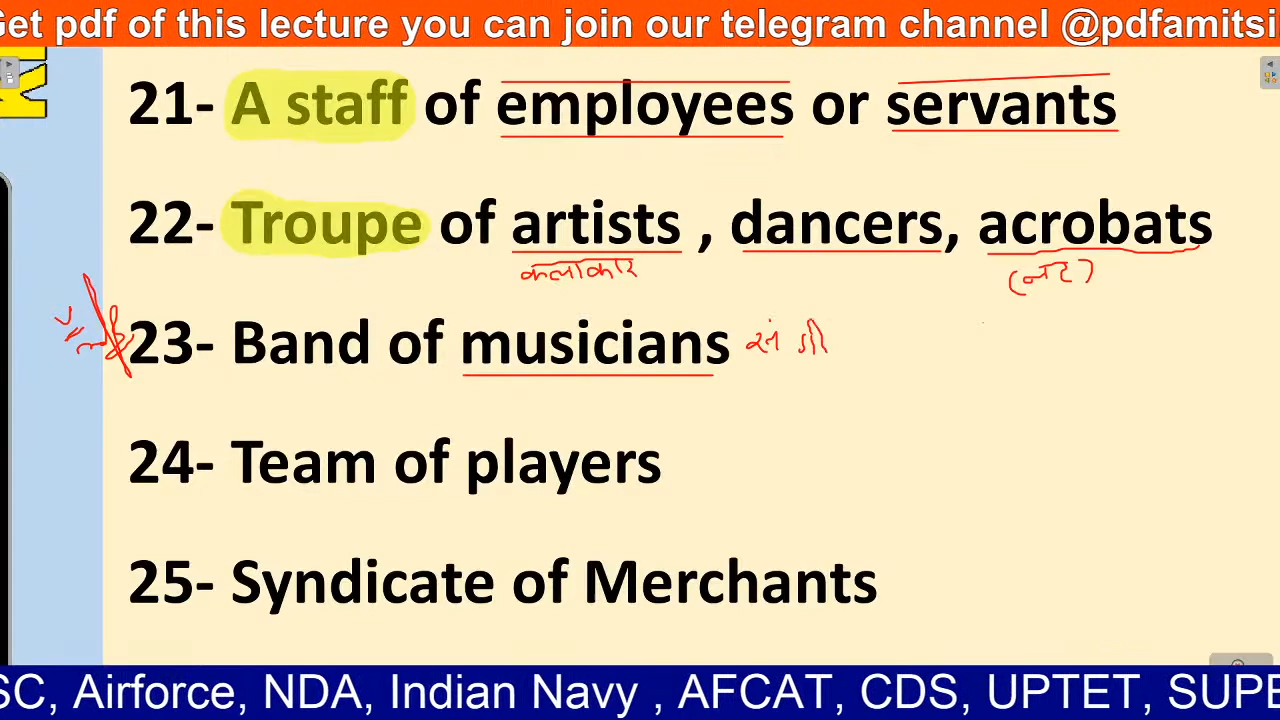 Get pdf of this lecture you can join our telegram channel @pdfamitsi
21- A staff of employees or servants
22- Troupe of artists , dancers, acrobats
कलाकार (नट)
23- Band of musicians
24- Team of players
25- Syndicate of Merchants
SC, Airforce, NDA, Indian Navy , AFCAT, CDS, UPTET, SUPE